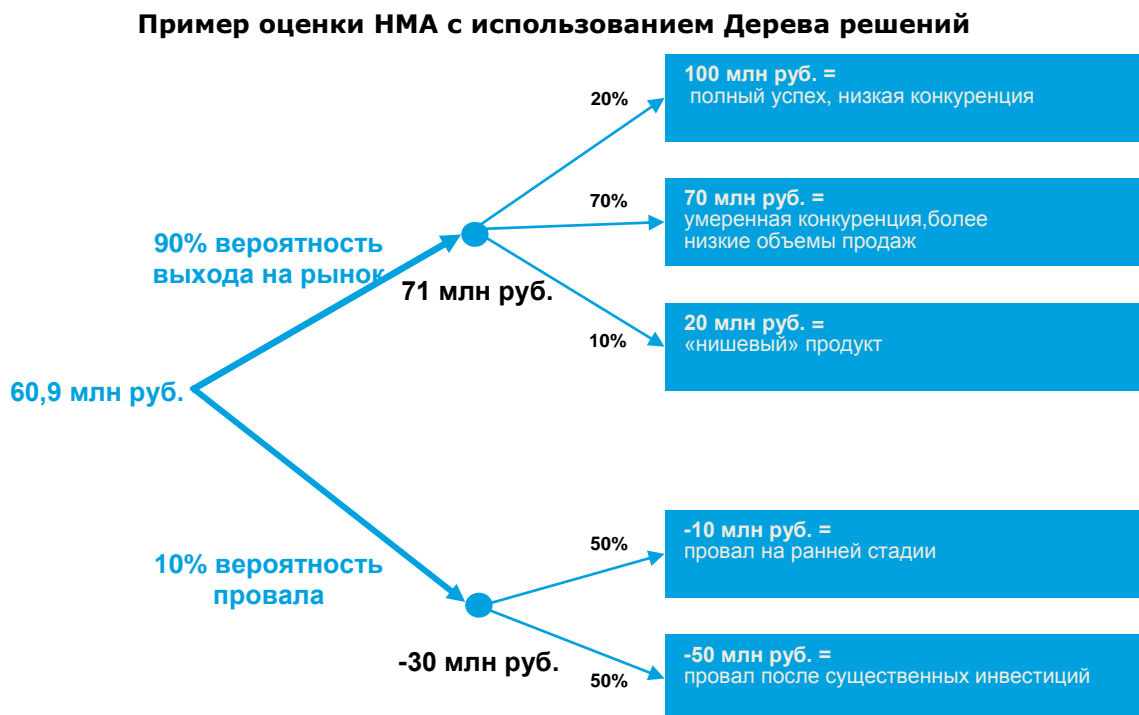 Пример оценки НМА с использованием Дерева решений
100 млн руб. =
полный успех, низкая конкуренция
20%
70 млн руб. =
умеренная конкуренция,более
низкие объемы продаж
70%
90% вероятность
выхода на рынок
71 млн руб.
20 млн руб. =
«нишевый» продукт
10%
60,9 млн руб.
-10 млн руб. =
провал на ранней стадии
50%
10% вероятность
провала
-30 млн руб.
-50 млн руб. =
провал после существенных инвестиций
50%